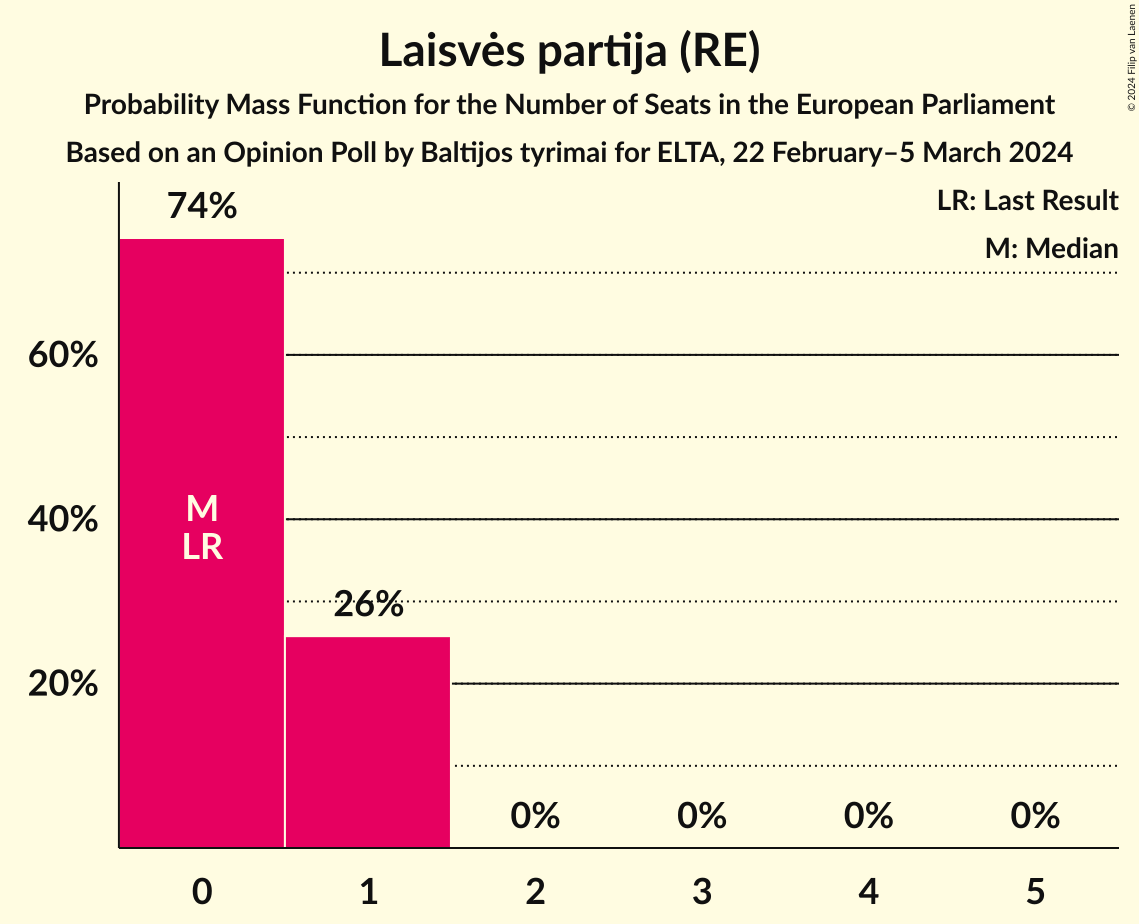 Laisvės partija (RE)
Probability Mass Function for the Number of Seats in the European Parliament
Based on an Opinion Poll by Baltijos tyrimai for ELTA, 22 February–5 March 2024
© 2024 Filip van Laenen
LR: Last Result
M: Median
74%
60%
40%
20%
M
LR
26%
0%
0%
0%
0%
0
1
2
3
4
5